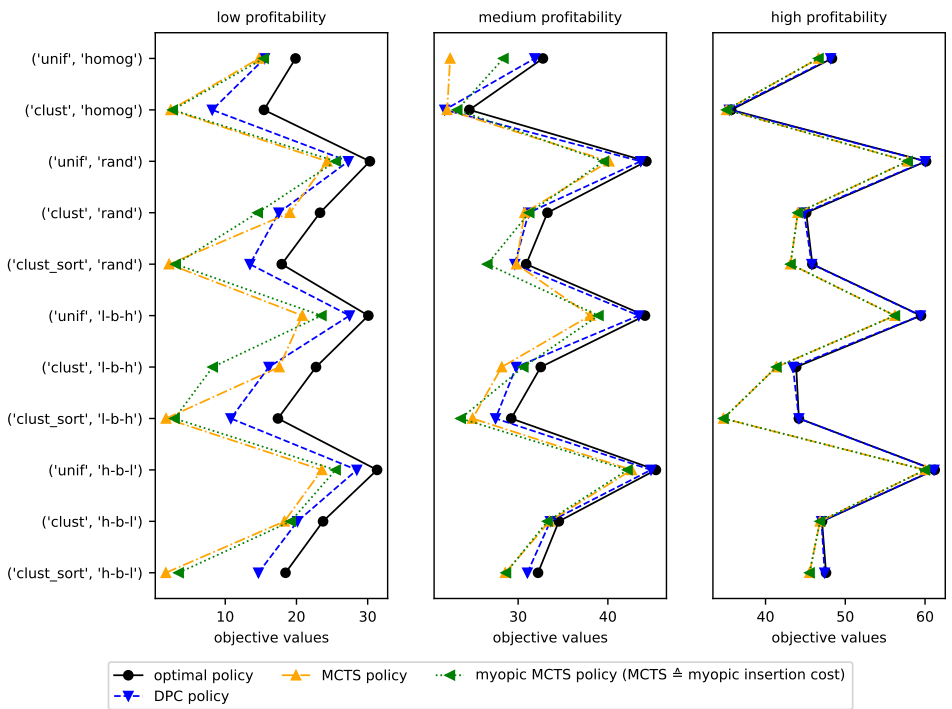 low profitability
medium profitability
high profitability
('unif', 'homog')
('clust', 'homog')
('unif', 'rand')
('clust', 'rand')
('clust_sort', 'rand')
('unif', 'l-b-h')
('clust', 'l-b-h')
('clust_sort', 'l-b-h')
('unif', 'h-b-l')
('clust', 'h-b-l')
('clust_sort', 'h-b-l')
10 20 30
30 40
40 50 60
objective values
objective values
objective values
optimal policy
DPC policy
MCTS policy
myopic MCTS policy (MCTS ≙ myopic insertion cost)